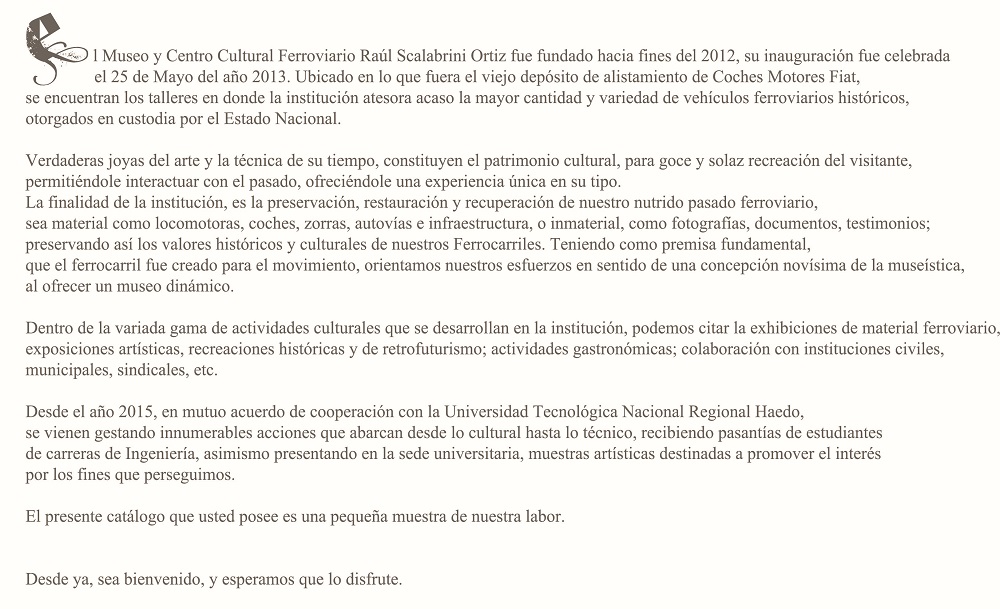 El Museo y Centro Cultural Ferroviario Raúl Scalabrini Ortiz fue fundado hacia fines del 2012, su inauguración fue celebrada
el 25 de Mayo del año 2013. Ubicado en lo que fuera el viejo depósito de alistamiento de Coches Motores Fiat,
se encuentran los talleres en donde la institución atesora acaso la mayor cantidad y variedad de vehículos ferroviarios históricos,
otorgados en custodia por el Estado Nacional.
Verdaderas joyas del arte y la técnica de su tiempo, constituyen el patrimonio cultural, para goce y solaz recreación del visitante,
permitiéndole interactuar con el pasado, ofreciéndole una experiencia única en su tipo.
La finalidad de la institución, es la preservación, restauración y recuperación de nuestro nutrido pasado ferroviario,
sea material como locomotoras, coches, zorras, autovías e infraestructura, o inmaterial, como fotografías, documentos, testimonios;
preservando así los valores históricos y culturales de nuestros Ferrocarriles. Teniendo como premisa fundamental,
que el ferrocarril fue creado para el movimiento, orientamos nuestros esfuerzos en sentido de una concepción novísima de la museística,
al ofrecer un museo dinámico.
Dentro de la variada gama de actividades culturales que se desarrollan en la institución, podemos citar la exhibiciones de material ferroviario,
exposiciones artísticas, recreaciones históricas y de retrofuturismo; actividades gastronómicas; colaboración con instituciones civiles,
municipales, sindicales, etc.
Desde el año 2015, en mutuo acuerdo de cooperación con la Universidad Tecnológica Nacional Regional Haedo,
se vienen gestando innumerables acciones que abarcan desde lo cultural hasta lo técnico, recibiendo pasantías de estudiantes
de carreras de Ingeniería, asimismo presentando en la sede universitaria, muestras artísticas destinadas a promover el interés
por los fines que perseguimos.
El presente catálogo que usted posee es una pequeña muestra de nuestra labor.
Desde ya, sea bienvenido, y esperamos que lo disfrute.